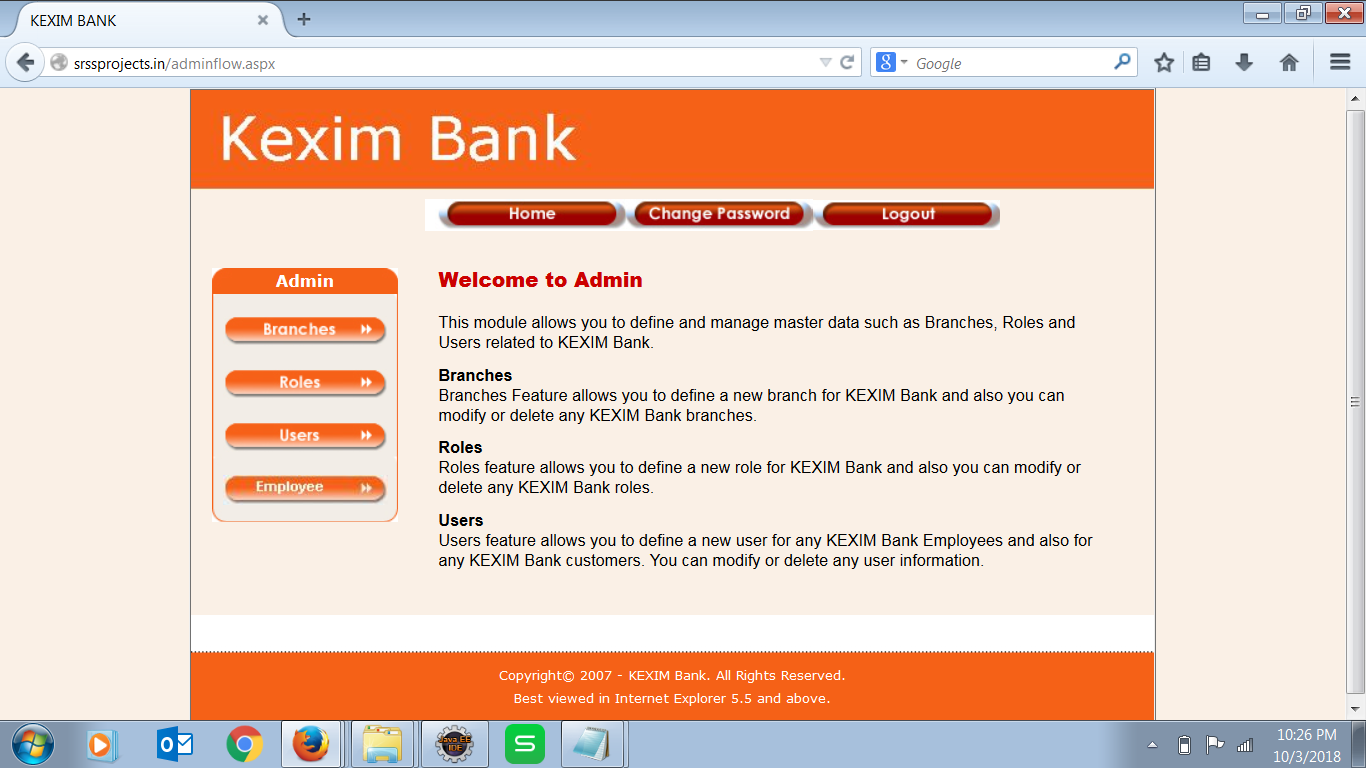 KEXIM BANK
srssprojects.in/adminflow.aspx
Google
Kexim Bank
Home
Change Password
Logout
Admin
Branches
Roles
Users
Employee
Welcome to Admin
This module allows you to define and manage master data such as Branches, Roles and
Users related to KEXIM Bank.
Branches
Branches Feature allows you to define a new branch for KEXIM Bank and also you can
modify or delete any KEXIM Bank branches.
Roles
Roles feature allows you to define a new role for KEXIM Bank and also you can modify or
delete any KEXIM Bank roles.
Users
Users feature allows you to define a new user for any KEXIM Bank Employees and also for
any KEXIM Bank customers. You can modify or delete any user information.
Copyright© 2007 - KEXIM Bank. All Rights Reserved.
Best viewed in Internet Explorer 5.5 and above.
Java EE
IDE
S
10:26 PM
10/3/2018